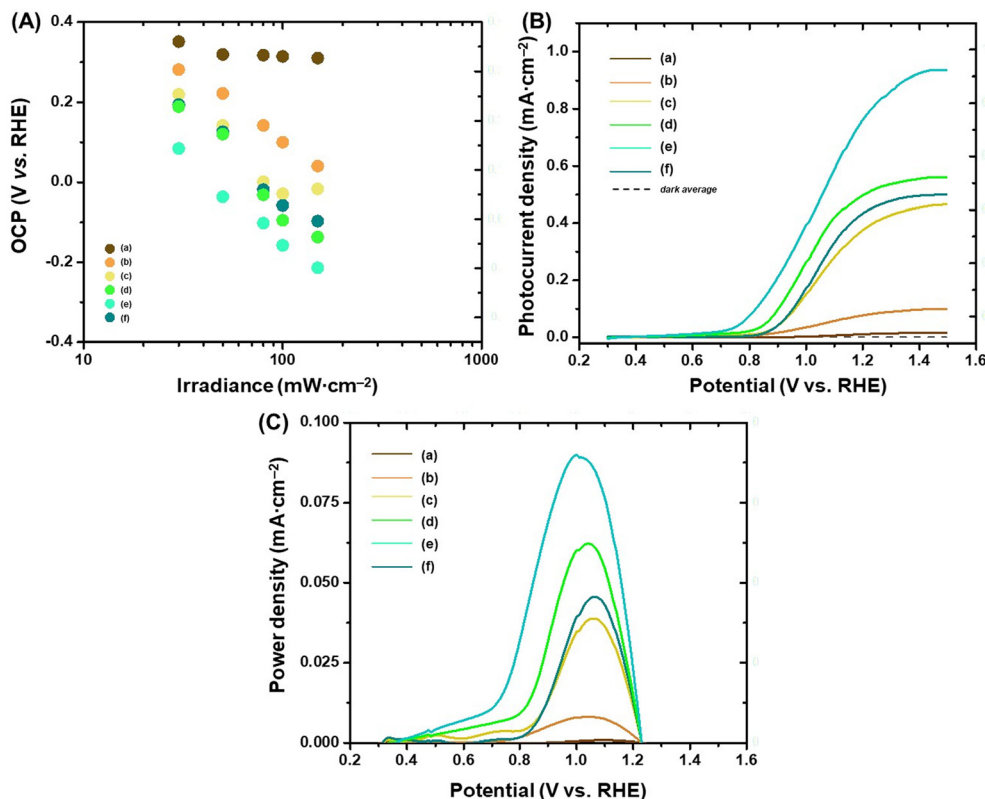 (A)
OCP (V vs. RHE)
0.4
0.2
0.0
-0.2
-0.4
(a)
(b)
(c)
(d)
(e)
(f)
10
100
1000
Irradiance (mW·cm⁻²)
(B)
Photocurrent density (mA·cm⁻²)
1.0
0.8
0.6
0.4
0.2
0.0
(a)
(b)
(c)
(d)
(e)
(f)
dark average
0.2 0.4 0.6 0.8 1.0 1.2 1.4 1.6
Potential (V vs. RHE)
(C)
Power density (mA·cm⁻²)
0.100
0.075
0.050
0.025
0.000
(a)
(b)
(c)
(d)
(e)
(f)
0.2 0.4 0.6 0.8 1.0 1.2 1.4 1.6
Potential (V vs. RHE)